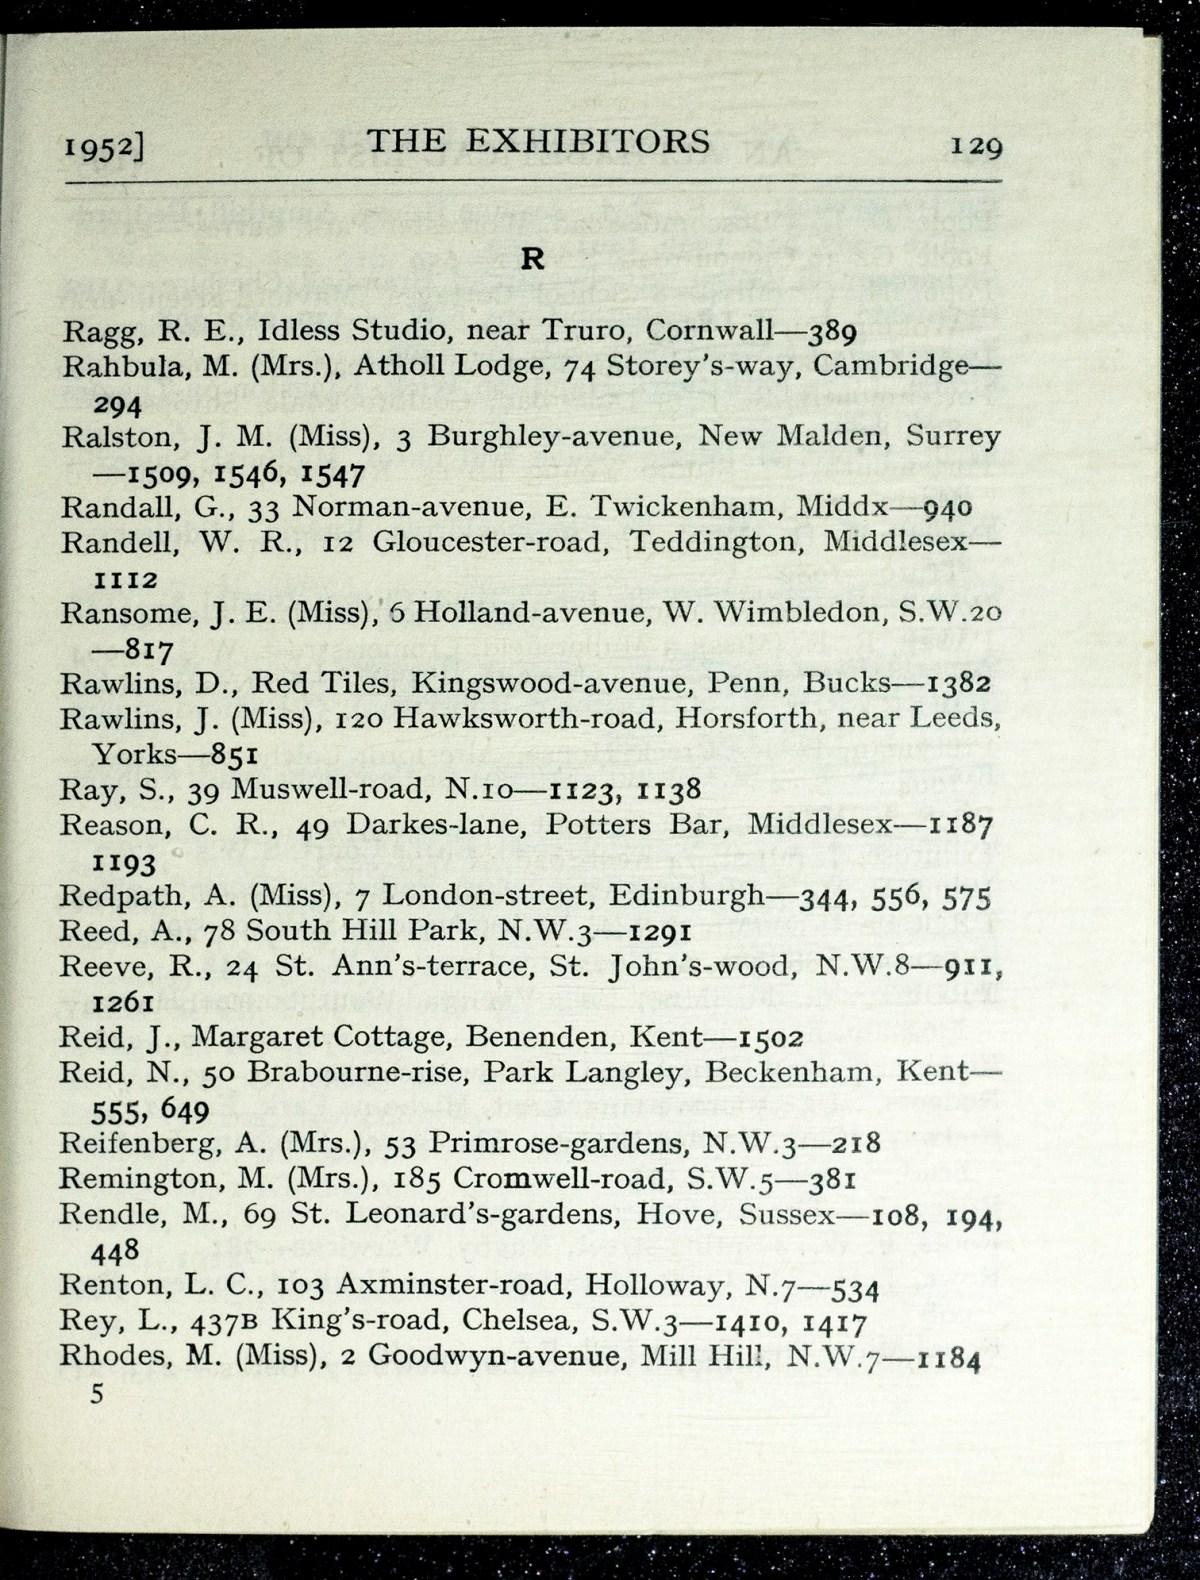 1952] THE EXHIBITORS 129
R
Ragg, R. E., Idless Studio, near Truro, Cornwall—389
Rahbula, M. (Mrs.), Atholl Lodge, 74 Storey's-way, Cambridge—
294
Ralston, J. M. (Miss), 3 Burghley-avenue, New Malden, Surrey
—1509, 1546, 1547
Randall, G., 33 Norman-avenue, E. Twickenham, Middx—940
Randell, W. R., 12 Gloucester-road, Teddington, Middlesex—
1112
Ransome, J. E. (Miss), 6 Holland-avenue, W. Wimbledon, S.W.20
—817
Rawlins, D., Red Tiles, Kingswood-avenue, Penn, Bucks—1382
Rawlins, J. (Miss), 120 Hawksworth-road, Horsforth, near Leeds,
Yorks—851
Ray, S., 39 Muswell-road, N.10—1123, 1138
Reason, C. R., 49 Darkes-lane, Potters Bar, Middlesex—1187
1193
Redpath, A. (Miss), 7 London-street, Edinburgh—344, 556, 575
Reed, A., 78 South Hill Park, N.W.3—1291
Reeve, R., 24 St. Ann's-terrace, St. John's-wood, N.W.8—911,
1261
Reid, J., Margaret Cottage, Benenden, Kent—1502
Reid, N., 50 Brabourne-rise, Park Langley, Beckenham, Kent—
555, 649
Reifenberg, A. (Mrs.), 53 Primrose-gardens, N.W.3—218
Remington, M. (Mrs.), 185 Cromwell-road, S.W.5—381
Rendle, M., 69 St. Leonard's-gardens, Hove, Sussex—108, 194,
448
Renton, L. C., 103 Axminster-road, Holloway, N.7—534
Rey, L., 437B King's-road, Chelsea, S.W.3—1410, 1417
Rhodes, M. (Miss), 2 Goodwyn-avenue, Mill Hill, N.W.7—1184
5